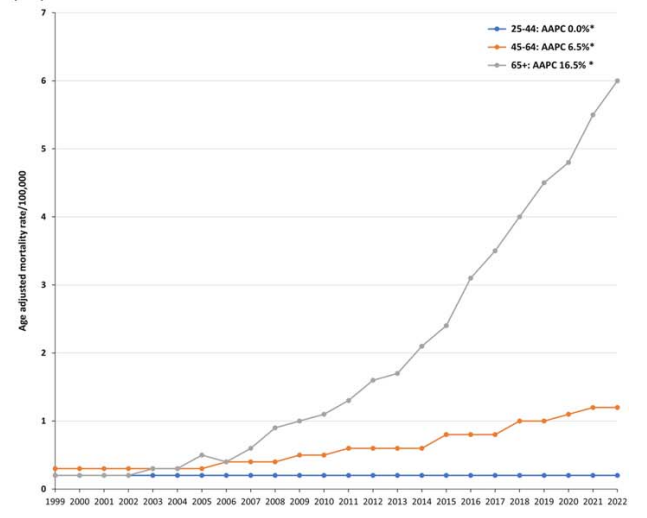 7
25-44: AAPC 0.0%*
45-64: AAPC 6.5%*
65+: AAPC 16.5% *
6
5
4
3
2
1
0
Age adjusted mortality rate/100,000
1999 2000 2001 2002 2003 2004 2005 2006 2007 2008 2009 2010 2011 2012 2013 2014 2015 2016 2017 2018 2019 2020 2021 2022